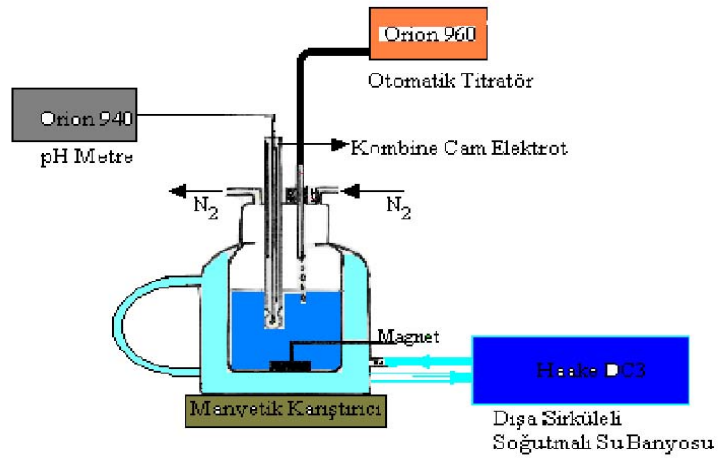 Orion 960
Otomatik Titratör
Orion 940
pH Metre
Kombine Cam Elektrot
N2
N2
Magnet
Haake DC3
Manyetik Karıştırıcı
Dışa Sirküleli
Soğutmalı Su Banyosu